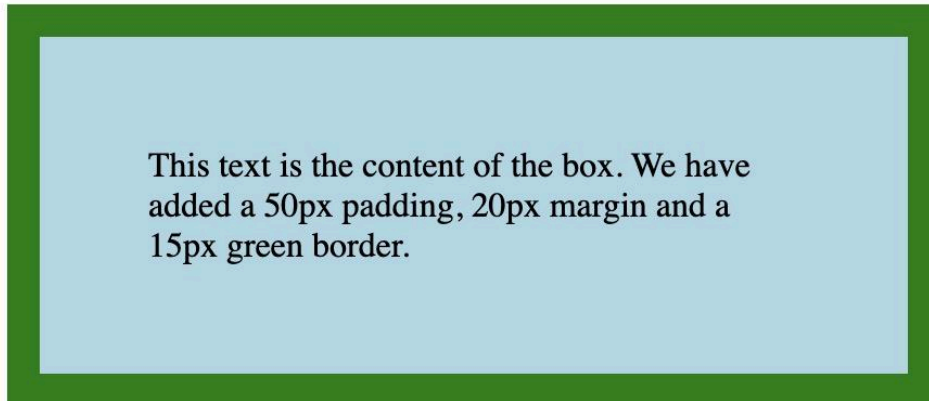 This text is the content of the box. We have
added a 50px padding, 20px margin and a
15px green border.